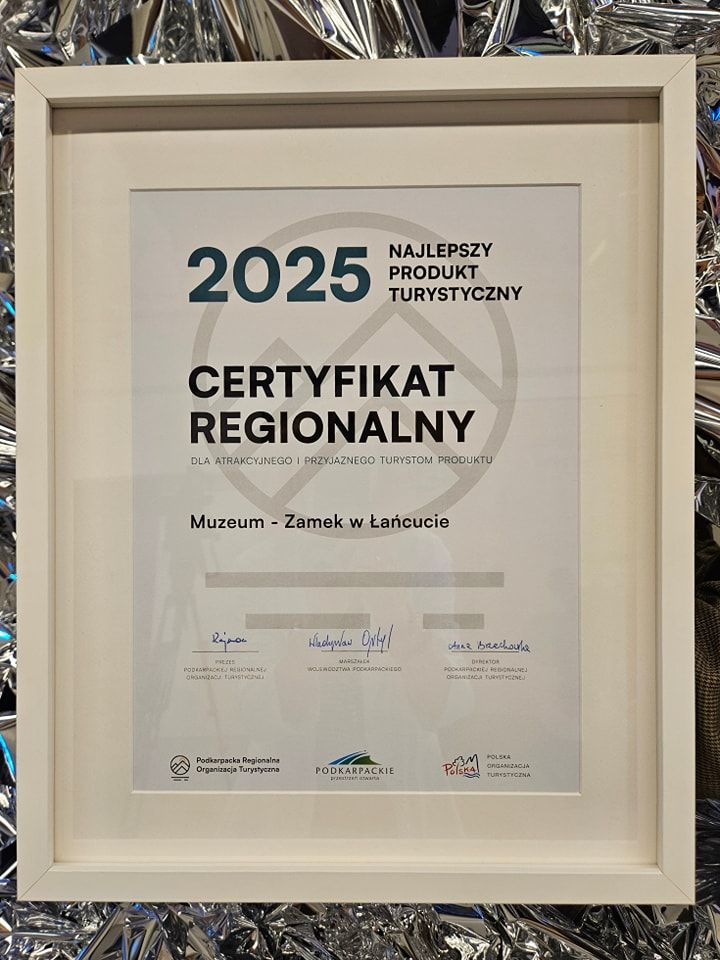 2025
NAJLEPSZY
PRODUKT
TURYSTYCZNY
CERTYFIKAT
REGIONALNY
DLA ATRAKCYJNEGO I PRZYJAZNEGO TURYSTOM PRODUKTU
Muzeum - Zamek w Łańcucie
Władysław Ortyl
Anna Brzechowska
PREZES
PODKARPACKIEJ REGIONALNEJ
ORGANIZACJI TURYSTYCZNEJ
MARSZAŁEK
WOJEWÓDZTWA PODKARPACKIEGO
DYREKTOR
PODKARPACKIEJ REGIONALNEJ
ORGANIZACJI TURYSTYCZNEJ
Podkarpacka Regionalna
Organizacja Turystyczna
PODKARPACKIE
przestrzeń otwarta
Polska
POLSKA
ORGANIZACJA
TURYSTYCZNA